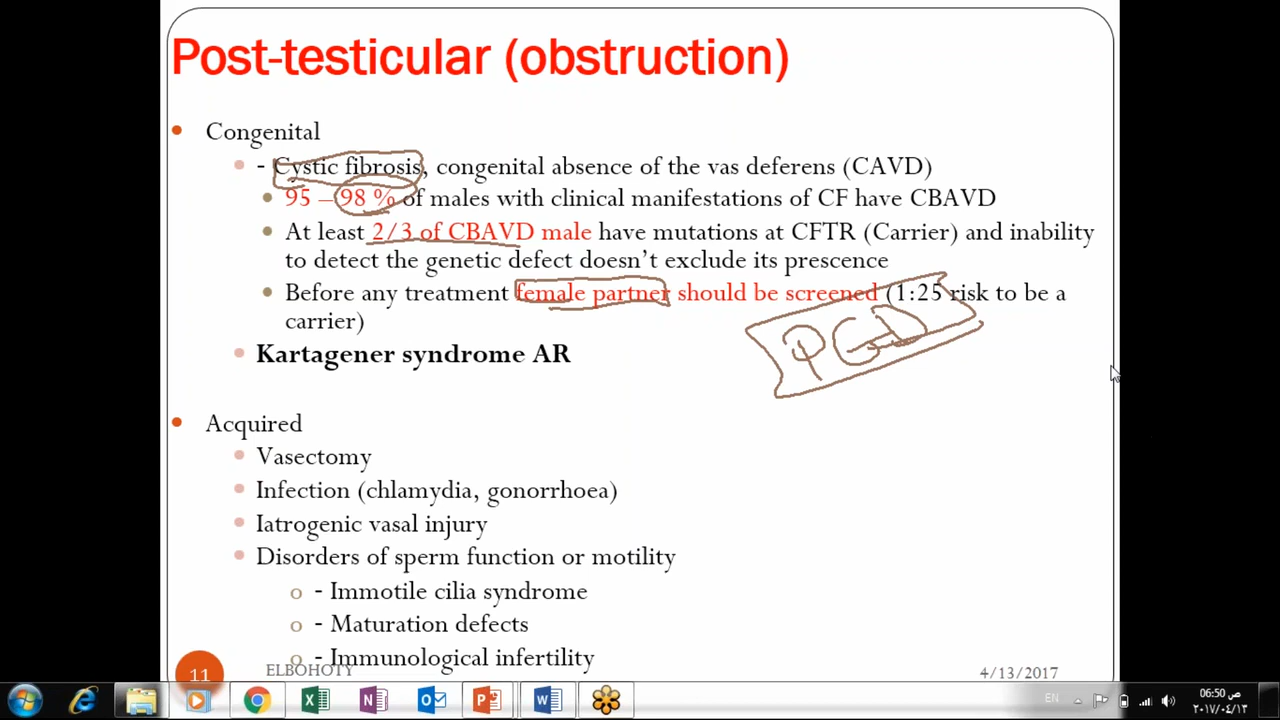 Post-testicular (obstruction)
Congenital
- Cystic fibrosis, congenital absence of the vas deferens (CAVD)
95 – 98 % of males with clinical manifestations of CF have CBAVD
At least 2/3 of CBAVD male have mutations at CFTR (Carrier) and inability
to detect the genetic defect doesn't exclude its prescence
Before any treatment female partner should be screened (1:25 risk to be a
carrier)
PGD
Kartagener syndrome AR
Acquired
Vasectomy
Infection (chlamydia, gonorrhoea)
Iatrogenic vasal injury
Disorders of sperm function or motility
o - Immotile cilia syndrome
o - Maturation defects
o - Immunological infertility
11
ELBOHOTY
4/13/2017
EN
06:50 ص
٢٠١٧/٠٤/١٣